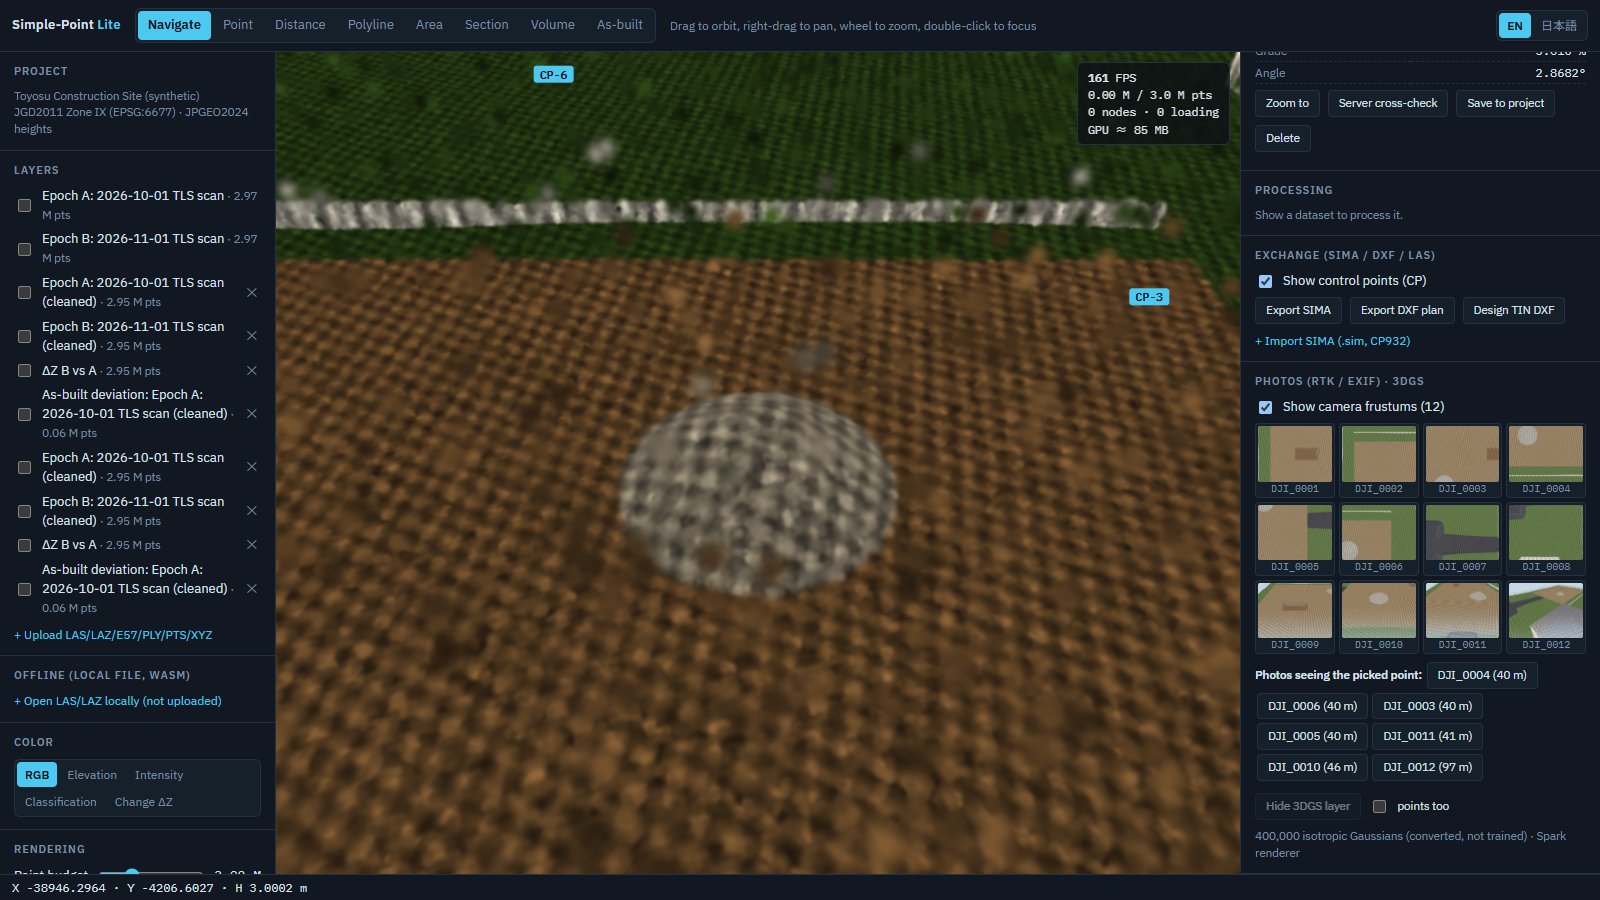 Simple-Point Lite
Navigate Point Distance Polyline Area Section Volume As-built
Drag to orbit, right-drag to pan, wheel to zoom, double-click to focus
EN 日本語
PROJECT
Toyosu Construction Site (synthetic)
JGD2011 Zone IX (EPSG:6677) · JPGEO2024
heights
LAYERS
Epoch A: 2026-10-01 TLS scan · 2.97
M pts
Epoch B: 2026-11-01 TLS scan · 2.97
M pts
Epoch A: 2026-10-01 TLS scan
(cleaned) · 2.95 M pts
Epoch B: 2026-11-01 TLS scan
(cleaned) · 2.95 M pts
ΔZ B vs A · 2.95 M pts
As-built deviation: Epoch A:
2026-10-01 TLS scan (cleaned) ·
0.06 M pts
Epoch A: 2026-10-01 TLS scan
(cleaned) · 2.95 M pts
Epoch B: 2026-11-01 TLS scan
(cleaned) · 2.95 M pts
ΔZ B vs A · 2.95 M pts
As-built deviation: Epoch A:
2026-10-01 TLS scan (cleaned) ·
0.06 M pts
+ Upload LAS/LAZ/E57/PLY/PTS/XYZ
OFFLINE (LOCAL FILE, WASM)
+ Open LAS/LAZ locally (not uploaded)
COLOR
RGB Elevation Intensity
Classification Change ΔZ
RENDERING
CP-6
CP-3
161 FPS
0.00 M / 3.0 M pts
0 nodes · 0 loading
GPU ≈ 85 MB
Angle 2.8682°
Zoom to Server cross-check Save to project
Delete
PROCESSING
Show a dataset to process it.
EXCHANGE (SIMA / DXF / LAS)
Show control points (CP)
Export SIMA Export DXF plan Design TIN DXF
+ Import SIMA (.sim, CP932)
PHOTOS (RTK / EXIF) · 3DGS
Show camera frustums (12)
DJI_0001 DJI_0002 DJI_0003 DJI_0004
DJI_0005 DJI_0006 DJI_0007 DJI_0008
DJI_0009 DJI_0010 DJI_0011 DJI_0012
Photos seeing the picked point: DJI_0004 (40 m)
DJI_0006 (40 m) DJI_0003 (40 m)
DJI_0005 (40 m) DJI_0011 (41 m)
DJI_0010 (46 m) DJI_0012 (97 m)
Hide 3DGS layer points too
400,000 isotropic Gaussians (converted, not trained) · Spark
renderer
X -38946.2964 · Y -4206.6027 · H 3.0002 m